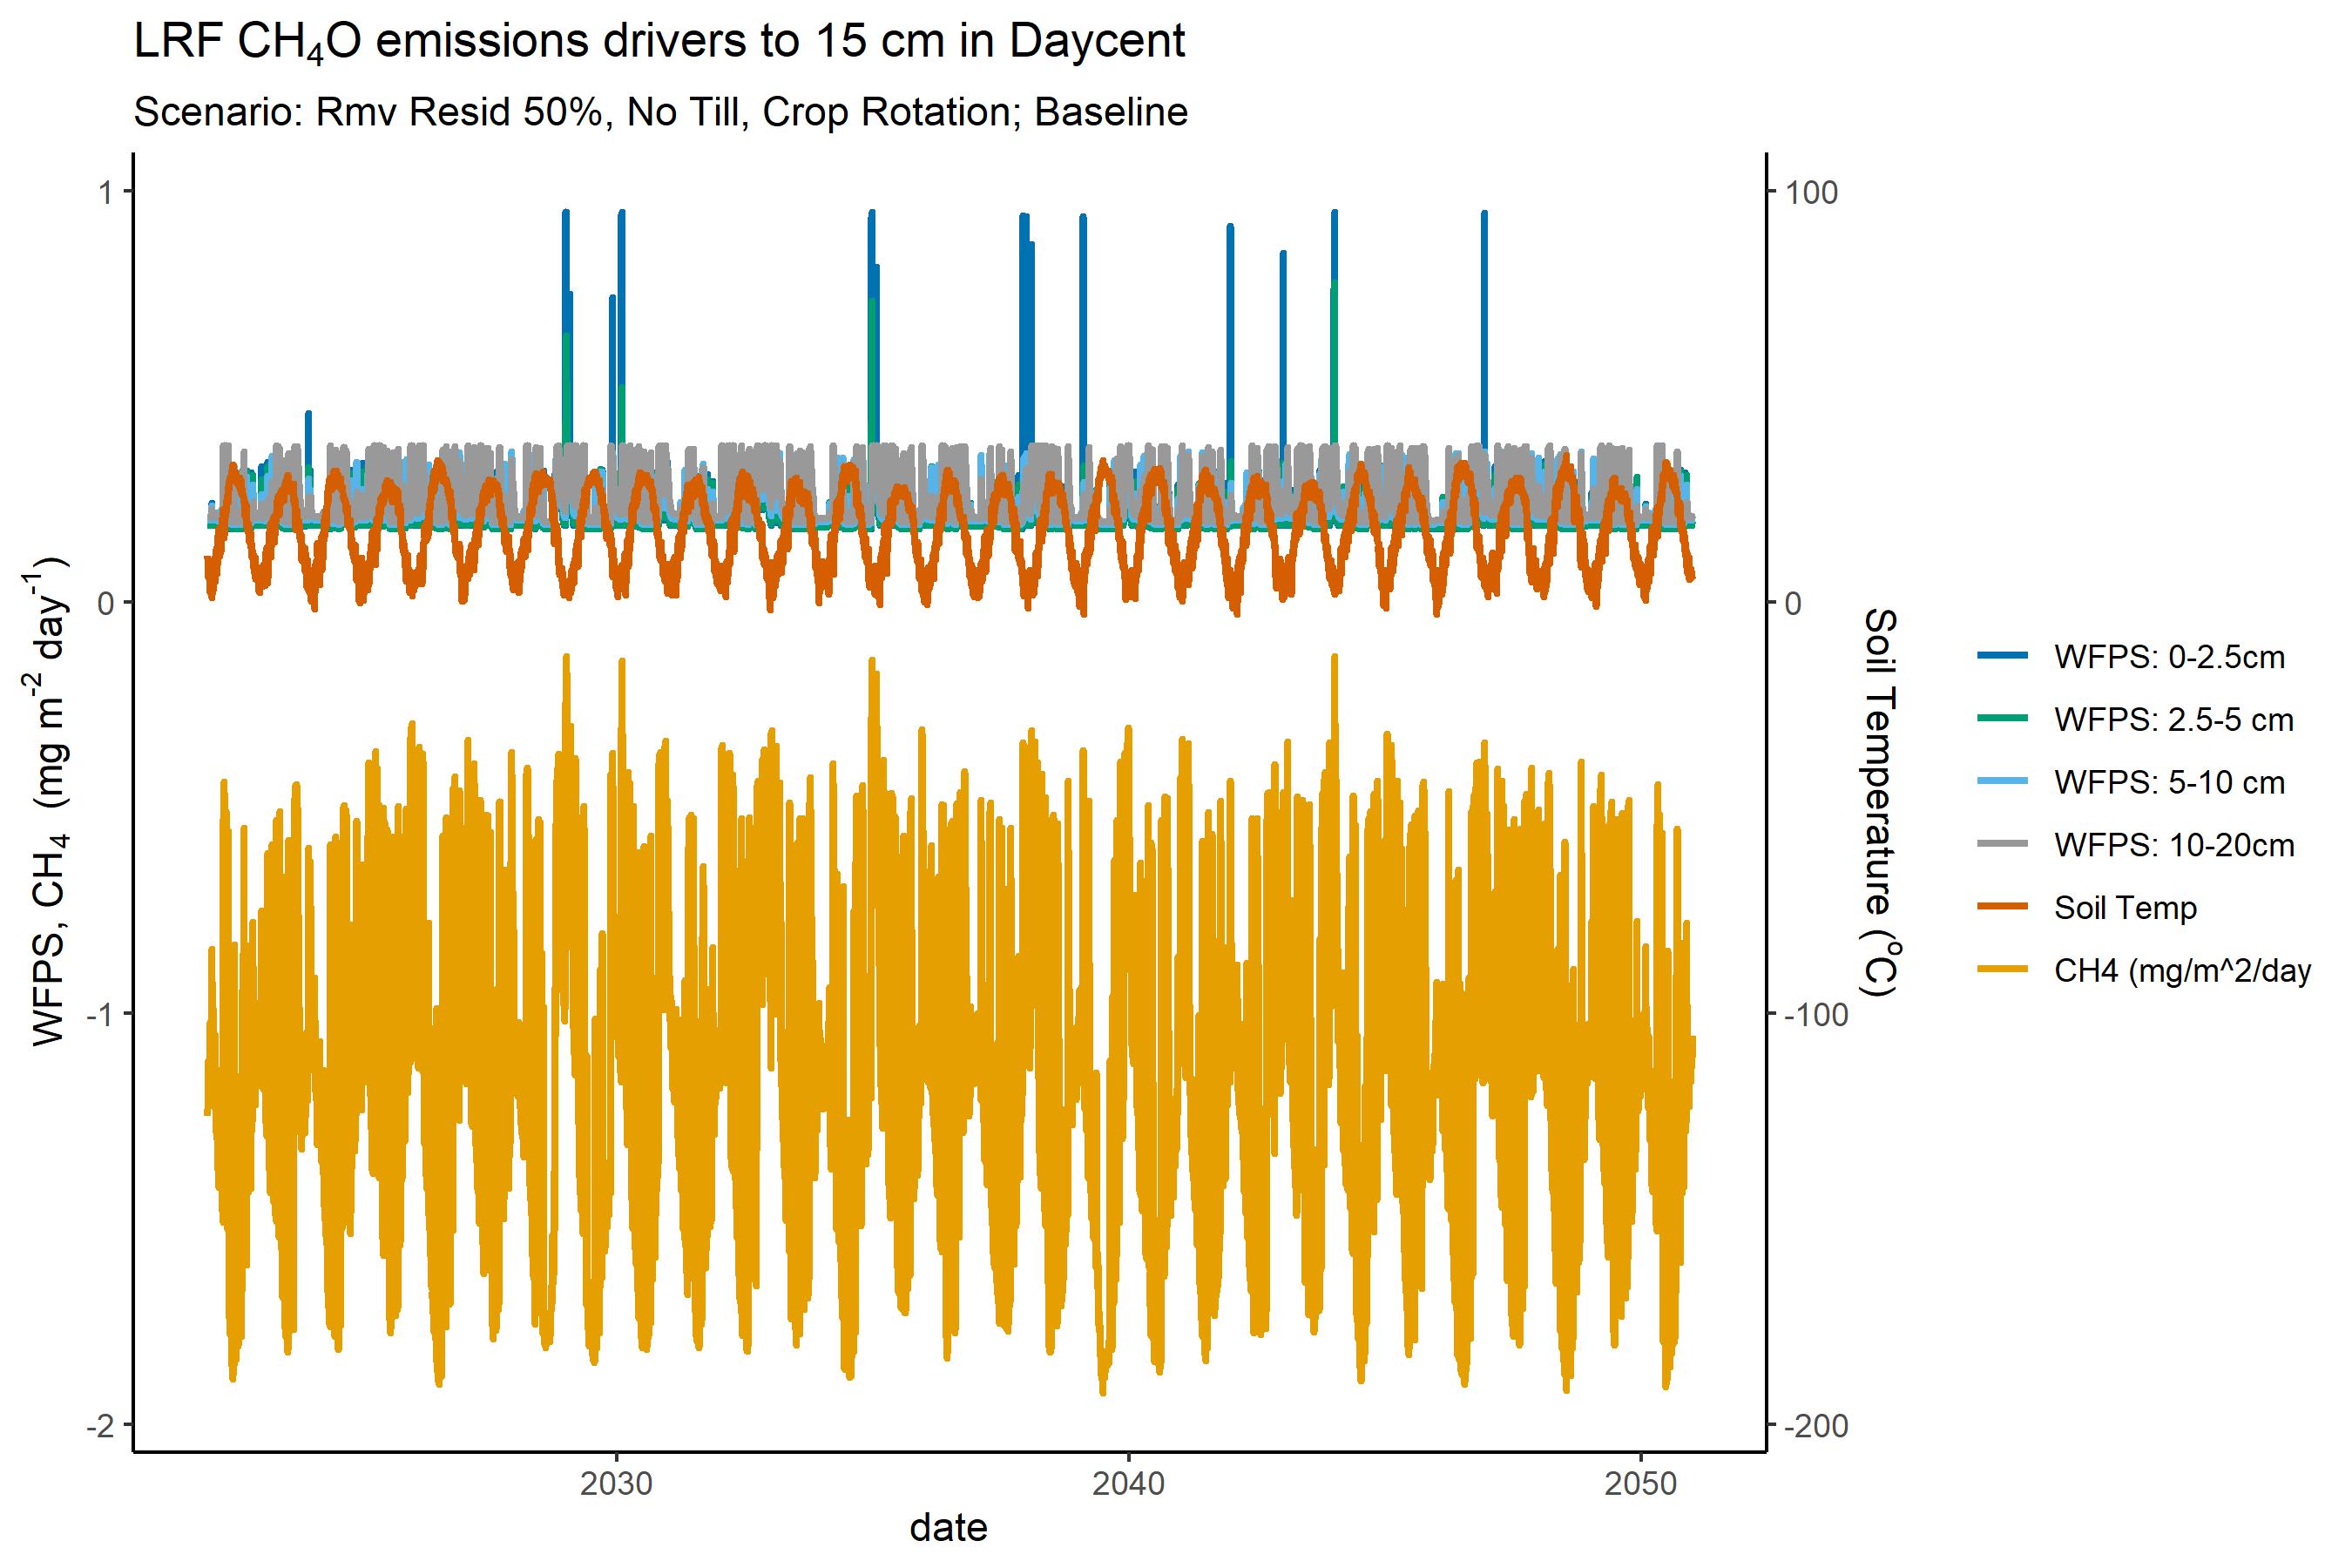 LRF CH₄O emissions drivers to 15 cm in Daycent
Scenario: Rmv Resid 50%, No Till, Crop Rotation; Baseline
WFPS, CH₄ (mg m⁻² day⁻¹)
1
0
-1
-2
100
0
-100
-200
Soil Temperature (°C)
2030
2040
2050
date
WFPS: 0-2.5cm
WFPS: 2.5-5 cm
WFPS: 5-10 cm
WFPS: 10-20cm
Soil Temp
CH4 (mg/m^2/day